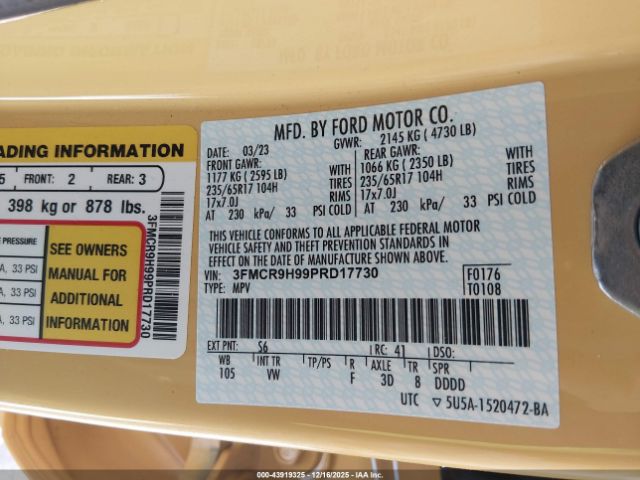 MFD. BY FORD MOTOR CO.
DATE: 03/23 GVWR: 2145 KG ( 4730 LB)
FRONT GAWR: REAR GAWR:
1177 KG ( 2595 LB) WITH 1066 KG ( 2350 LB) WITH
235/65R17 104H TIRES 235/65R17 104H TIRES
17x7.0J RIMS 17x7.0J RIMS
AT 230 kPa/ 33 PSI COLD AT 230 kPa/ 33 PSI COLD
THIS VEHICLE CONFORMS TO ALL APPLICABLE FEDERAL MOTOR
VEHICLE SAFETY AND THEFT PREVENTION STANDARDS IN
EFFECT ON THE DATE OF MANUFACTURE SHOWN ABOVE.
VIN: 3FMCR9H99PRD17730 F0176
TYPE: MPV T0108
EXT PNT: S6 RC: 41 DSO:
WB INT TR TP/PS R AXLE TR SPR
105 VW F 3D 8 DDDD
UTC ▽ 5U5A-1520472-BA
ADING INFORMATION
5 FRONT: 2 REAR: 3
398 kg or 878 lbs.
PRESSURE
A, 33 PSI
A, 33 PSI
A, 33 PSI
SEE OWNERS
MANUAL FOR
ADDITIONAL
INFORMATION
3FMCR9H99PRD17730
000-43919325 - 12/16/2025 - IAAI.COM